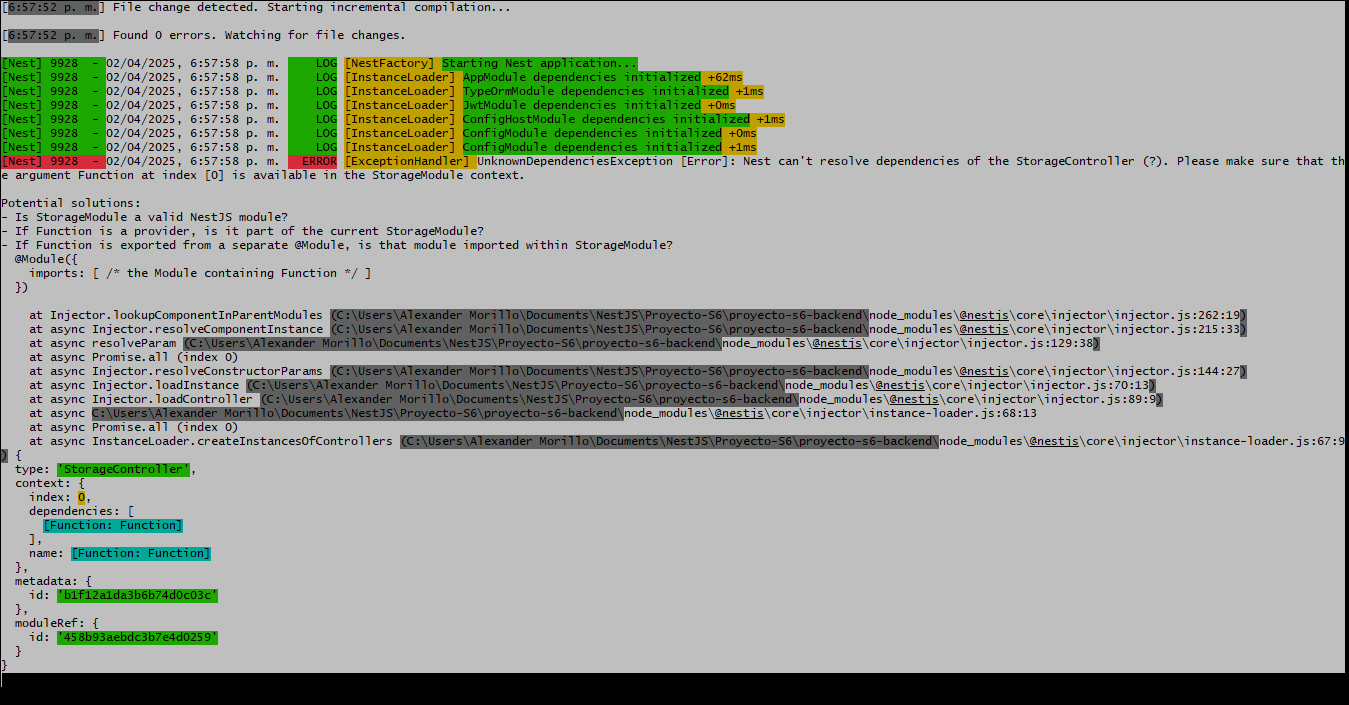 [6:57:52 p. m.] File change detected. Starting incremental compilation...
[6:57:52 p. m.] Found 0 errors. Watching for file changes.
[Nest] 9928  - 02/04/2025, 6:57:58 p. m.     LOG [NestFactory] Starting Nest application...
[Nest] 9928  - 02/04/2025, 6:57:58 p. m.     LOG [InstanceLoader] AppModule dependencies initialized +62ms
[Nest] 9928  - 02/04/2025, 6:57:58 p. m.     LOG [InstanceLoader] TypeOrmModule dependencies initialized +1ms
[Nest] 9928  - 02/04/2025, 6:57:58 p. m.     LOG [InstanceLoader] JwtModule dependencies initialized +0ms
[Nest] 9928  - 02/04/2025, 6:57:58 p. m.     LOG [InstanceLoader] ConfigHostModule dependencies initialized +1ms
[Nest] 9928  - 02/04/2025, 6:57:58 p. m.     LOG [InstanceLoader] ConfigModule dependencies initialized +0ms
[Nest] 9928  - 02/04/2025, 6:57:58 p. m.     LOG [InstanceLoader] ConfigModule dependencies initialized +1ms
[Nest] 9928  - 02/04/2025, 6:57:58 p. m.   ERROR [ExceptionHandler] UnknownDependenciesException [Error]: Nest can't resolve dependencies of the StorageController (?). Please make sure that th
e argument Function at index [0] is available in the StorageModule context.
Potential solutions:
- Is StorageModule a valid NestJS module?
- If Function is a provider, is it part of the current StorageModule?
- If Function is exported from a separate @Module, is that module imported within StorageModule?
  @Module({
    imports: [ /* the Module containing Function */ ]
  })
    at Injector.lookupComponentInParentModules (C:\Users\Alexander Morillo\Documents\NestJS\Proyecto-S6\proyecto-s6-backend\node_modules\@nestjs\core\injector\injector.js:262:19)
    at async Injector.resolveComponentInstance (C:\Users\Alexander Morillo\Documents\NestJS\Proyecto-S6\proyecto-s6-backend\node_modules\@nestjs\core\injector\injector.js:215:33)
    at async resolveParam (C:\Users\Alexander Morillo\Documents\NestJS\Proyecto-S6\proyecto-s6-backend\node_modules\@nestjs\core\injector\injector.js:129:38)
    at async Promise.all (index 0)
    at async Injector.resolveConstructorParams (C:\Users\Alexander Morillo\Documents\NestJS\Proyecto-S6\proyecto-s6-backend\node_modules\@nestjs\core\injector\injector.js:144:27)
    at async Injector.loadInstance (C:\Users\Alexander Morillo\Documents\NestJS\Proyecto-S6\proyecto-s6-backend\node_modules\@nestjs\core\injector\injector.js:70:13)
    at async Injector.loadController (C:\Users\Alexander Morillo\Documents\NestJS\Proyecto-S6\proyecto-s6-backend\node_modules\@nestjs\core\injector\injector.js:89:9)
    at async C:\Users\Alexander Morillo\Documents\NestJS\Proyecto-S6\proyecto-s6-backend\node_modules\@nestjs\core\injector\instance-loader.js:68:13
    at async Promise.all (index 0)
    at async InstanceLoader.createInstancesOfControllers (C:\Users\Alexander Morillo\Documents\NestJS\Proyecto-S6\proyecto-s6-backend\node_modules\@nestjs\core\injector\instance-loader.js:67:9
) {
  type: 'StorageController',
  context: {
    index: 0,
    dependencies: [
      [Function: Function]
    ],
    name: [Function: Function]
  },
  metadata: {
    id: 'b1f12a1da3b6b74d0c03c'
  },
  moduleRef: {
    id: '458b93aebdc3b7e4d0259'
  }
}